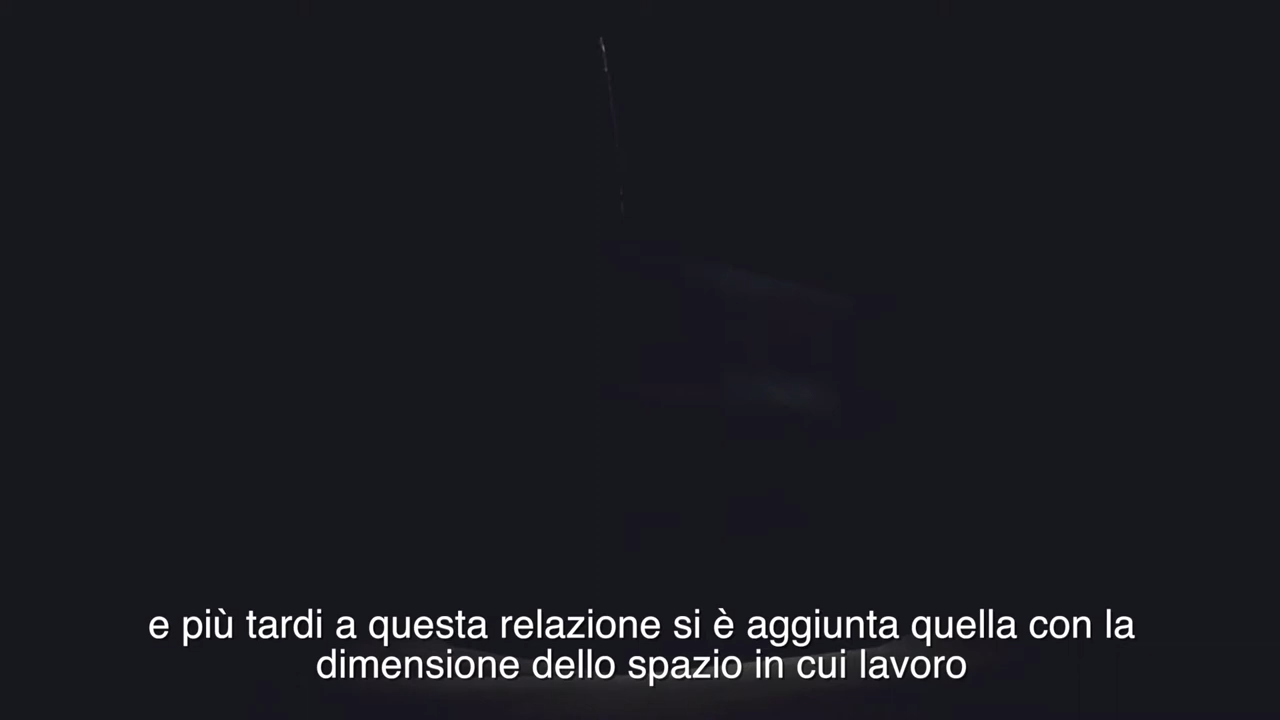 e più tardi a questa relazione si è aggiunta quella con la
dimensione dello spazio in cui lavoro